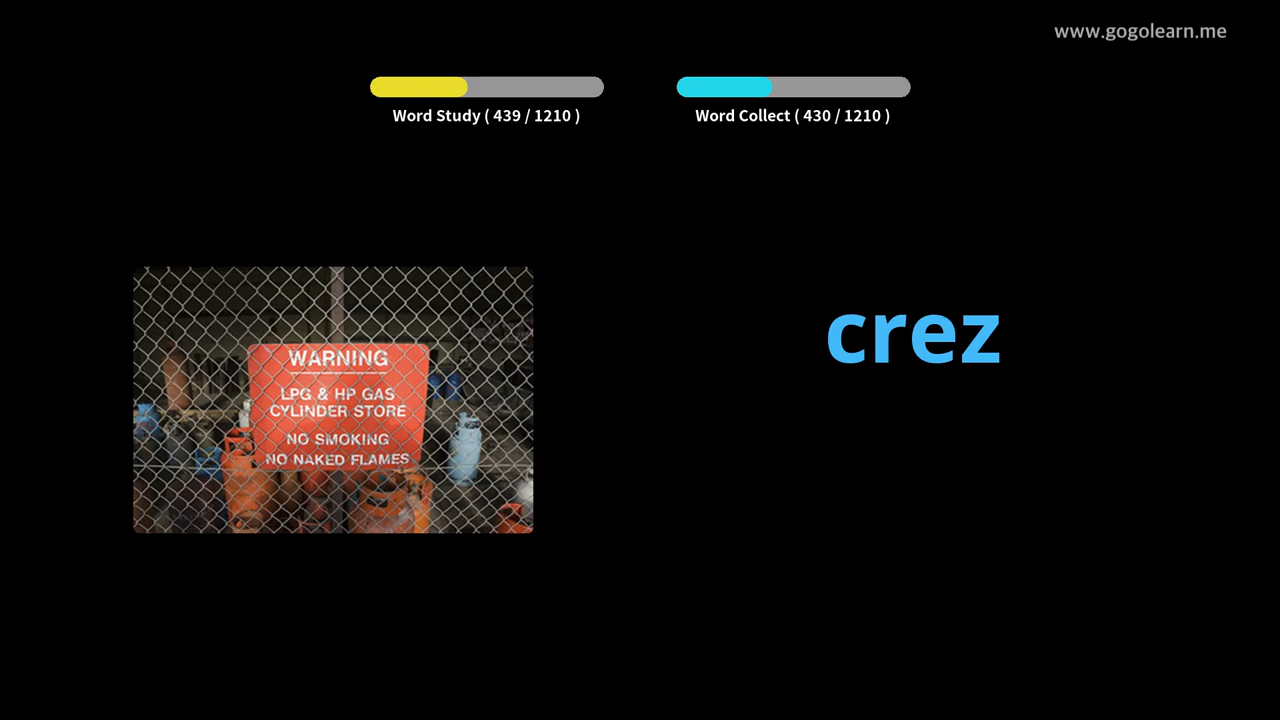 www.gogolearn.me
Word Study ( 439 / 1210 )
Word Collect ( 430 / 1210 )
crez
WARNING
LPG & HP GAS
CYLINDER STORE
NO SMOKING
NO NAKED FLAMES